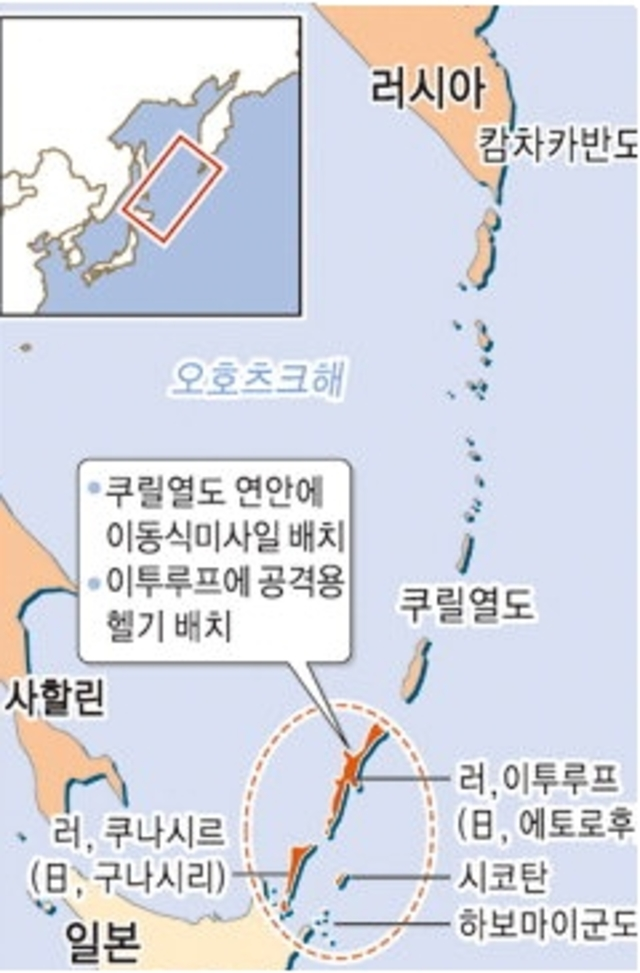 러시아
캄차카반도
오호츠크해
• 쿠릴열도 연안에
이동식미사일 배치
• 이투루프에 공격용
헬기 배치
쿠릴열도
사할린
러, 이투루프
(日, 에토로후
러, 쿠나시르
(日, 구나시리)
시코탄
하보마이군도
일본